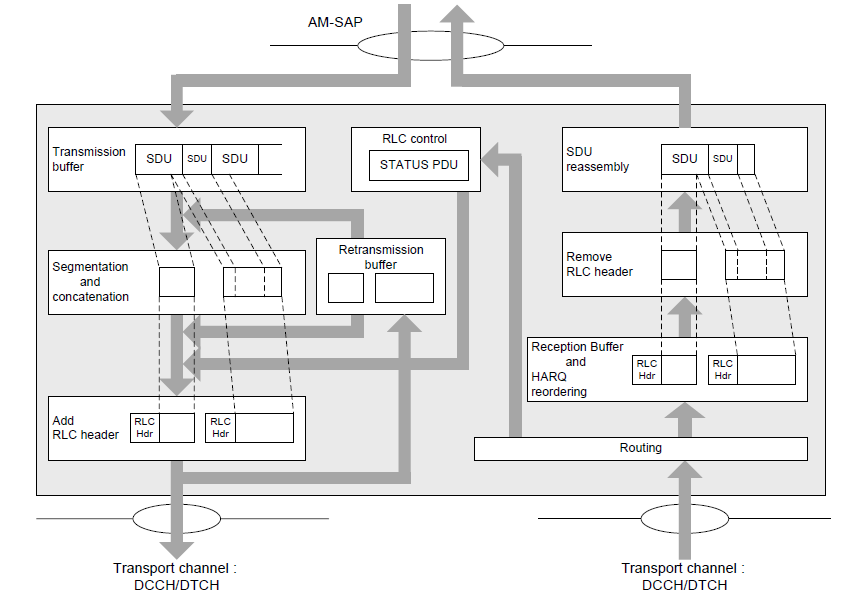 AM-SAP
Transmission
buffer
SDU
SDU
SDU
RLC control
STATUS PDU
SDU
reassembly
SDU
SDU
Segmentation
and
concatenation
Retransmission
buffer
Remove
RLC header
Reception Buffer
and
HARQ
reordering
RLC
Hdr
RLC
Hdr
Add
RLC header
RLC
Hdr
RLC
Hdr
Routing
Transport channel :
DCCH/DTCH
Transport channel :
DCCH/DTCH